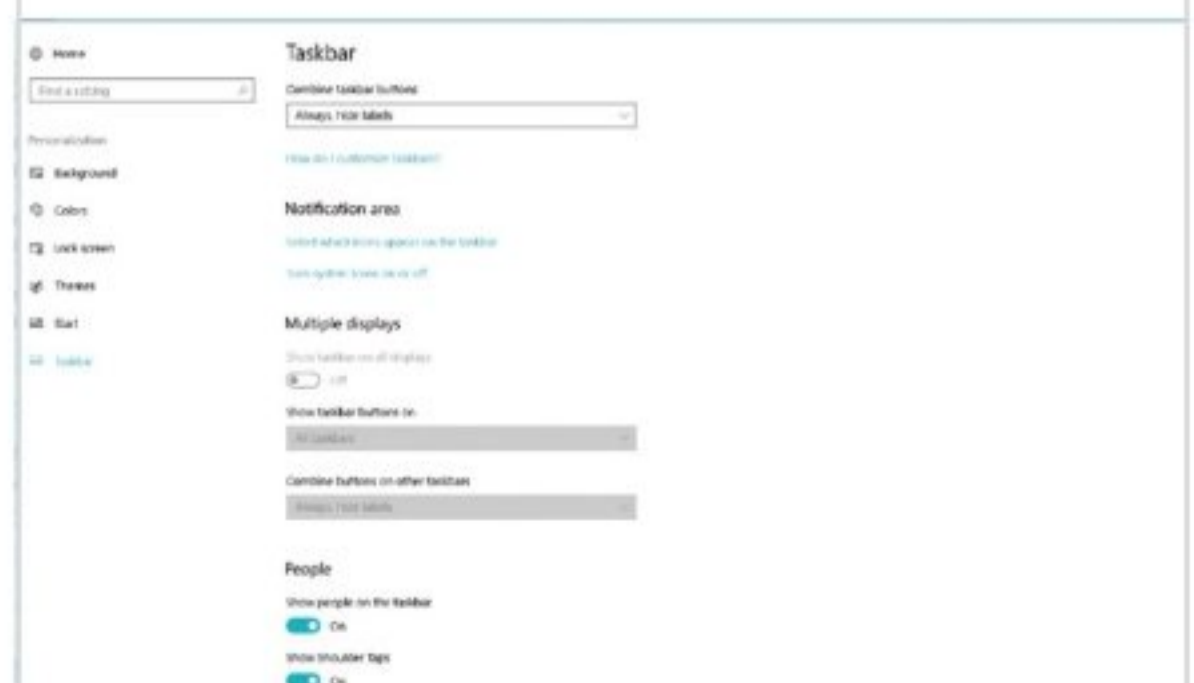 Home
Find a setting
Personalization
Background
Colors
Lock screen
Themes
Start
Taskbar
Taskbar
Combine taskbar buttons
Always, hide labels
How do I customize taskbars?
Notification area
Select which icons appear on the taskbar
Turn system icons on or off
Multiple displays
Show taskbar on all displays
Off
Show taskbar buttons on
All taskbars
Combine buttons on other taskbars
Always, hide labels
People
Show people on the taskbar
On
Show Shoulder Taps
On